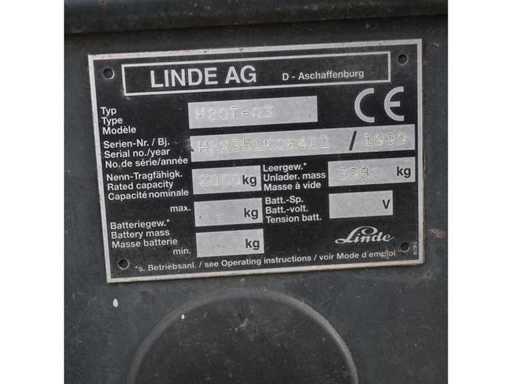 LINDE AG D - Aschaffenburg
Typ
Type
Modèle
CE
Serien-Nr. / Bj.
Serial no./year
No.de série/année
/
Nenn-Tragfähigk.
Rated capacity
Capacité nominale
kg
Leergew.*
Unlader. mass
Masse à vide
kg
max.
kg
Batteriegew.*
Battery mass
Masse batterie
min.
kg
Batt.-Sp.
Batt.-volt.
Tension batt.
V
Linde
*s. Betriebsanl. / see Operating instructions / voir Mode d'emploi